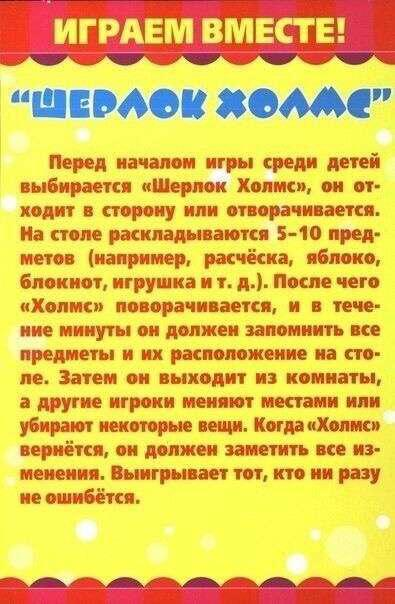 ИГРАЕМ ВМЕСТЕ!
“ШЕРЛОК ХОЛМС”
Перед началом игры среди детей
выбирается «Шерлок Холмс», он от-
ходит в сторону или отворачивается.
На столе раскладываются 5–10 пред-
метов (например, расчёска, яблоко,
блокнот, игрушка и т. д.). После чего
«Холмс» поворачивается, и в тече-
ние минуты он должен запомнить все
предметы и их расположение на сто-
ле. Затем он выходит из комнаты,
а другие игроки меняют местами или
убирают некоторые вещи. Когда «Холмс»
вернётся, он должен заметить все из-
менения. Выигрывает тот, кто ни разу
не ошибётся.